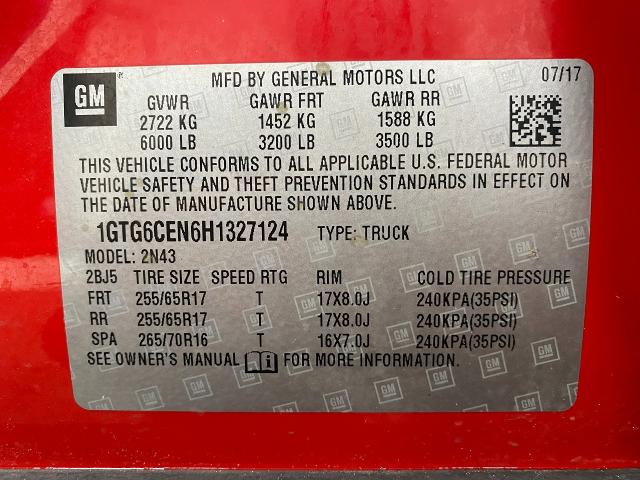 MFD BY GENERAL MOTORS LLC 07/17
GM
GVWR GAWR FRT GAWR RR
2722 KG 1452 KG 1588 KG
6000 LB 3200 LB 3500 LB
THIS VEHICLE CONFORMS TO ALL APPLICABLE U.S. FEDERAL MOTOR
VEHICLE SAFETY AND THEFT PREVENTION STANDARDS IN EFFECT ON
THE DATE OF MANUFACTURE SHOWN ABOVE.
1GTG6CEN6H1327124 TYPE: TRUCK
MODEL: 2N43
2BJ5 TIRE SIZE SPEED RTG RIM COLD TIRE PRESSURE
FRT 255/65R17 T 17X8.0J 240KPA(35PSI)
RR 255/65R17 T 17X8.0J 240KPA(35PSI)
SPA 265/70R16 T 16X7.0J 240KPA(35PSI)
SEE OWNER'S MANUAL FOR MORE INFORMATION.